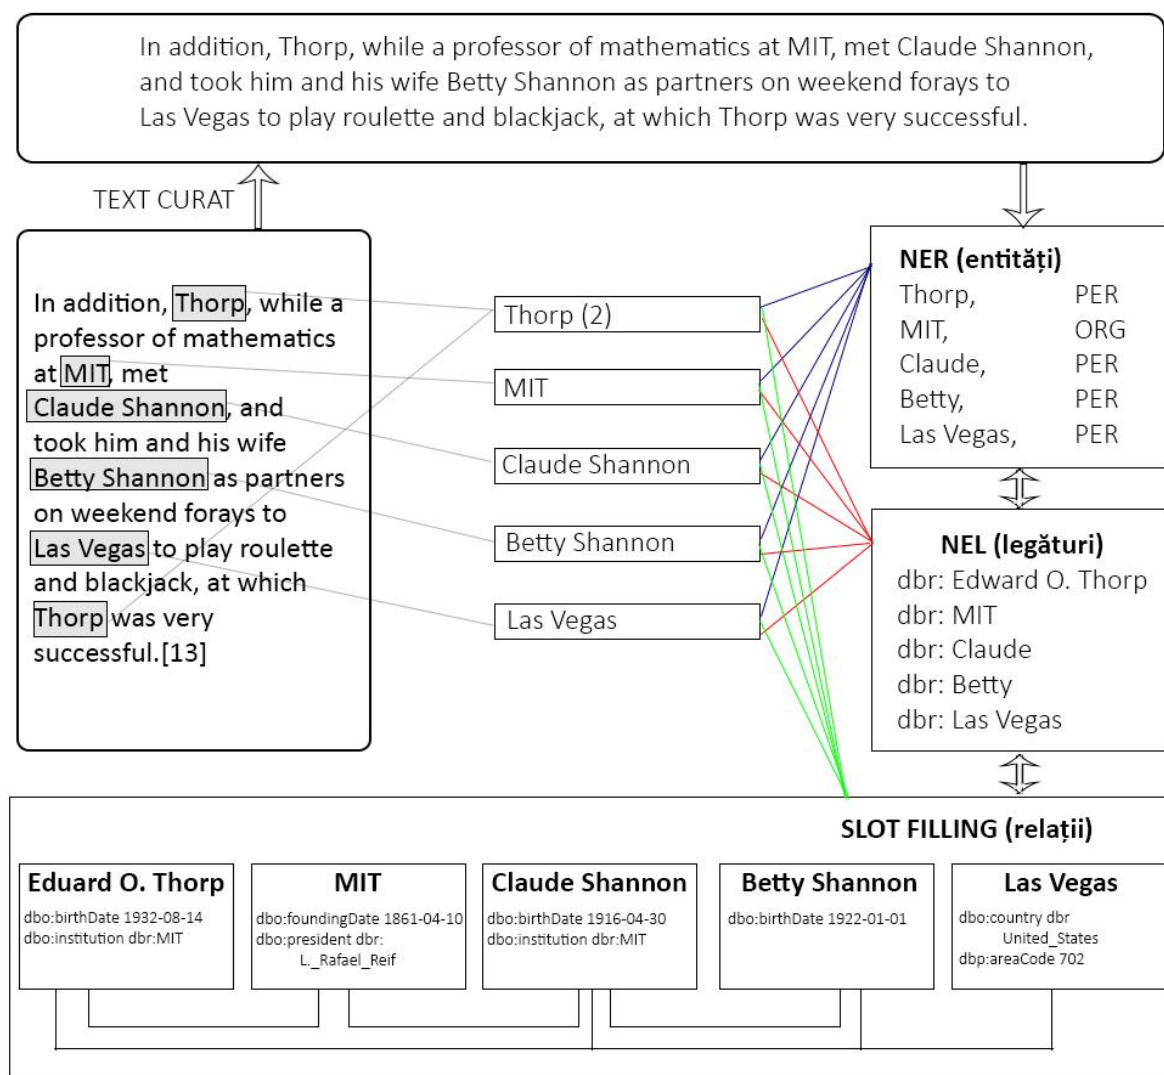 In addition, Thorp, while a professor of mathematics at MIT, met Claude Shannon,
and took him and his wife Betty Shannon as partners on weekend forays to
Las Vegas to play roulette and blackjack, at which Thorp was very successful.
TEXT CURAT
In addition, Thorp, while a
professor of mathematics
at MIT, met
Claude Shannon, and
took him and his wife
Betty Shannon as partners
on weekend forays to
Las Vegas to play roulette
and blackjack, at which
Thorp was very
successful.[13]
Thorp (2)
MIT
Claude Shannon
Betty Shannon
Las Vegas
NER (entități)
Thorp, PER
MIT, ORG
Claude, PER
Betty, PER
Las Vegas, PER
NEL (legături)
dbr: Edward O. Thorp
dbr: MIT
dbr: Claude
dbr: Betty
dbr: Las Vegas
SLOT FILLING (relații)
Eduard O. Thorp
dbo:birthDate 1932-08-14
dbo:institution dbr:MIT
MIT
dbo:foundingDate 1861-04-10
dbo:president dbr:
L._Rafael_Reif
Claude Shannon
dbo:birthDate 1916-04-30
dbo:institution dbr:MIT
Betty Shannon
dbo:birthDate 1922-01-01
Las Vegas
dbo:country dbr
United_States
dbp:areaCode 702